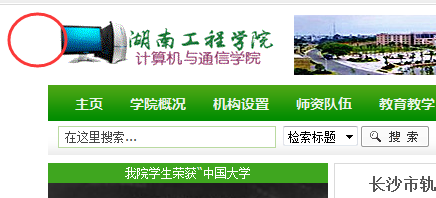 湖南工程学院
计算机与通信学院
主页 学院概况 机构设置 师资队伍 教育教学
在这里搜索... 检索标题 搜 索
我院学生荣获“中国大学
长沙市轨